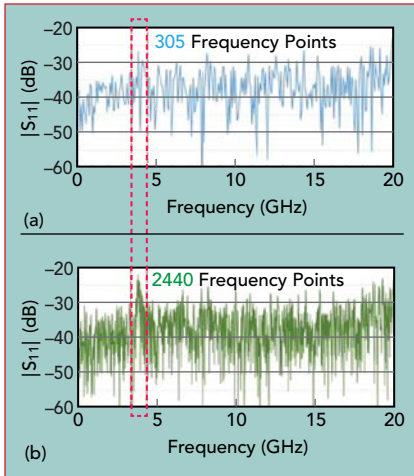 305 Frequency Points
|S₁₁| (dB)
−20
−30
−40
−50
−60
0 5 10 15 20
Frequency (GHz)
(a)
2440 Frequency Points
|S₁₁| (dB)
−20
−30
−40
−50
−60
0 5 10 15 20
Frequency (GHz)
(b)